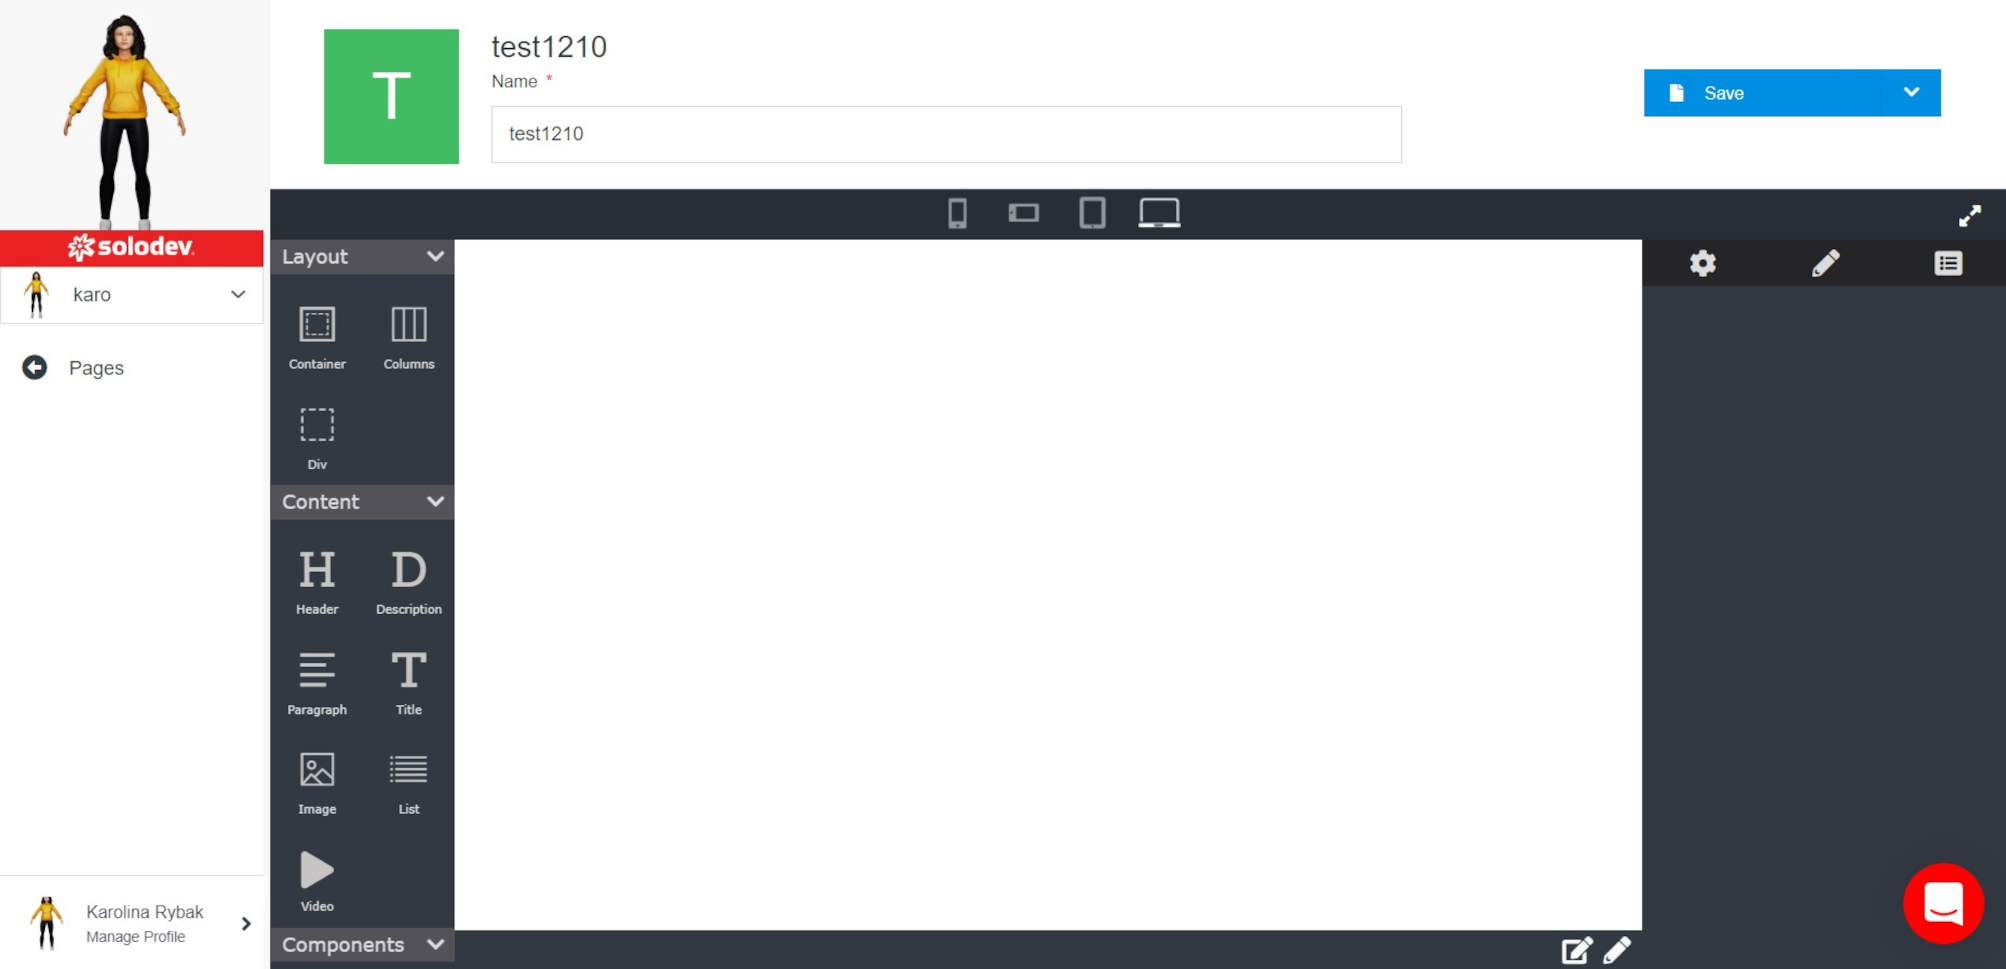 solodev
karo
Pages
Karolina Rybak
Manage Profile
T
test1210
Name *
test1210
Save
Layout
Container Columns
Div
Content
H D
Header Description
T
Paragraph Title
Image List
Video
Components